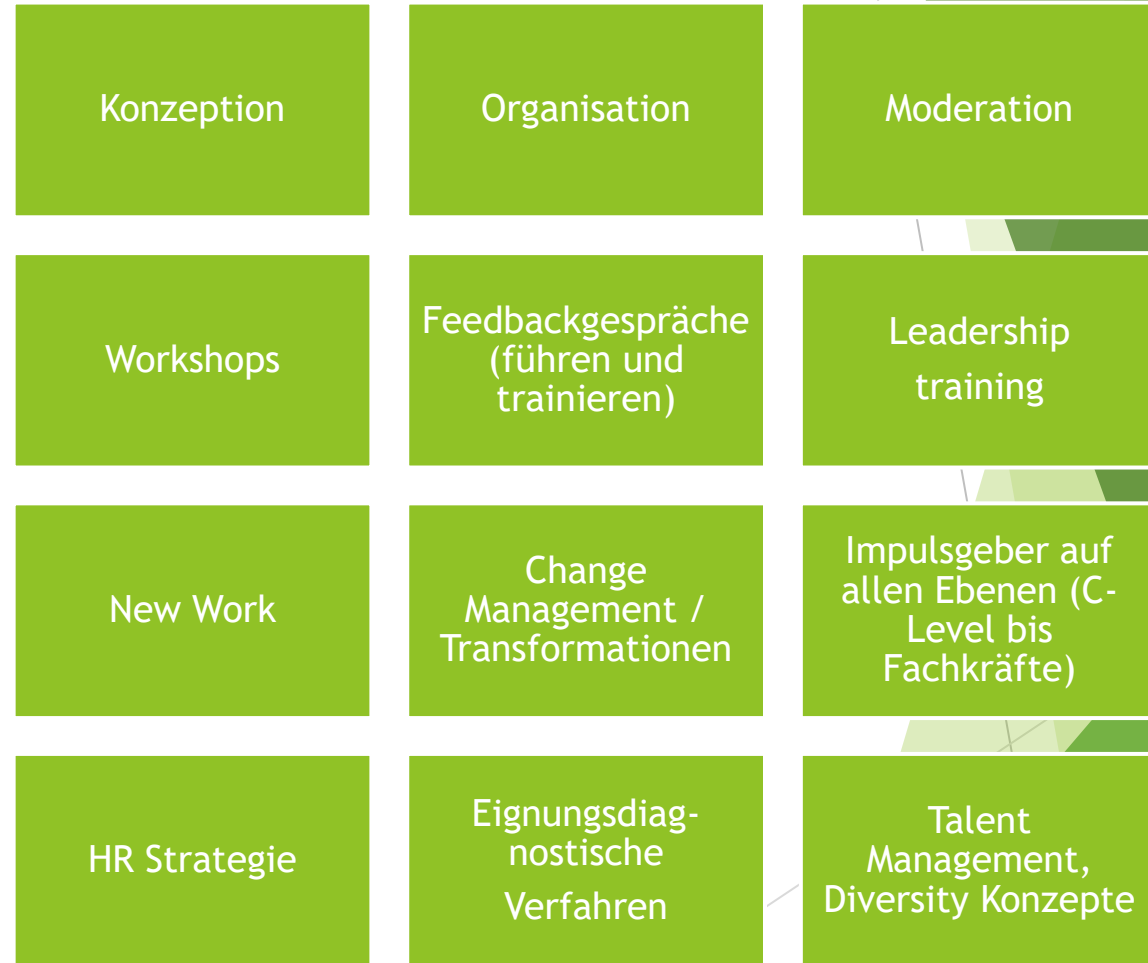 Konzeption
Organisation
Moderation
Workshops
Feedbackgespräche
(führen und
trainieren)
Leadership
training
New Work
Change
Management /
Transformationen
Impulsgeber auf
allen Ebenen (C-
Level bis
Fachkräfte)
HR Strategie
Eignungsdiag-
nostische
Verfahren
Talent
Management,
Diversity Konzepte